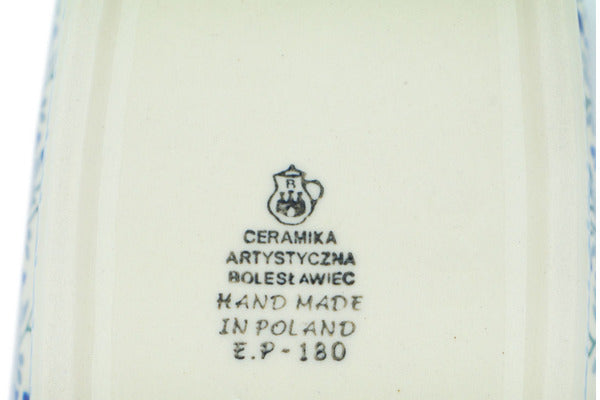 B
CERAMIKA
ARTYSTYCZNA
BOLESŁAWIEC
HAND MADE
IN POLAND
E.P-180